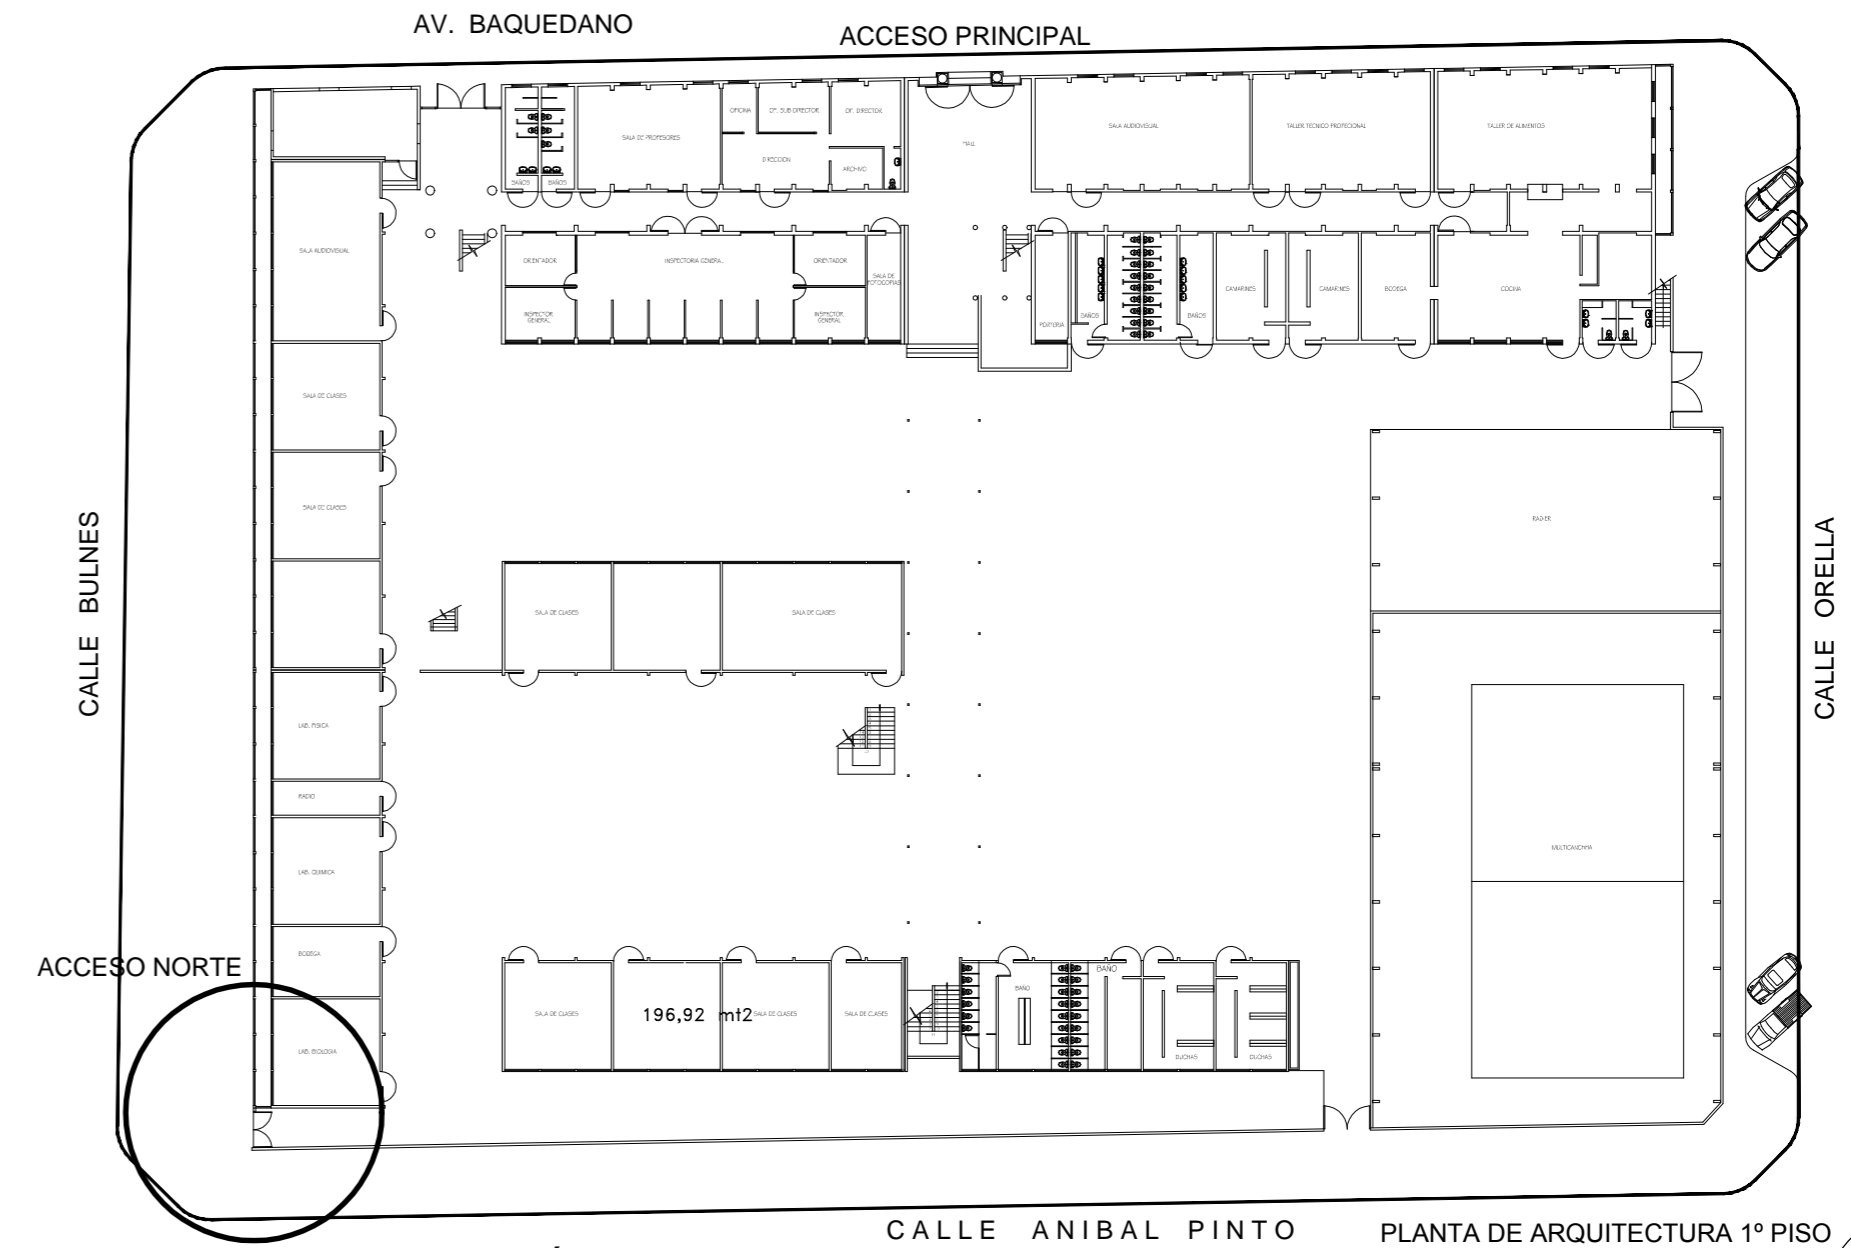 AV. BAQUEDANO
ACCESO PRINCIPAL
OFICINA
OF. SUB DIRECTOR
OF. DIRECTOR
SALA DE PROFESORES
SALA AUDIOVISUAL
TALLER TECNICO PROFECIONAL
TALLER DE ALIMENTOS
HALL
DIRECCION
ARCHIVO
BAÑOS
BAÑOS
SALA AUDIOVISUAL
ORIENTADOR
INSPECTORIA GENERAL
ORIENTADOR
SALA DE
FOTOCOPIAS
INSPECTOR
GENERAL
INSPECTOR
GENERAL
PORTERIA
BAÑOS
BAÑOS
CAMARINES
CAMARINES
BODEGA
COCINA
SALA DE CLASES
SALA DE CLASES
RADIER
CALLE BULNES
CALLE ORELLA
SALA DE CLASES
SALA DE CLASES
LAB. FISICA
RADIO
LAB. QUIMICA
MULTICANCHA
BODEGA
ACCESO NORTE
LAB. BIOLOGIA
SALA DE CLASES
196,92 mt2
SALA DE CLASES
SALA DE CLASES
BAÑO
BAÑO
DUCHAS
DUCHAS
CALLE ANIBAL PINTO
PLANTA DE ARQUITECTURA 1º PISO